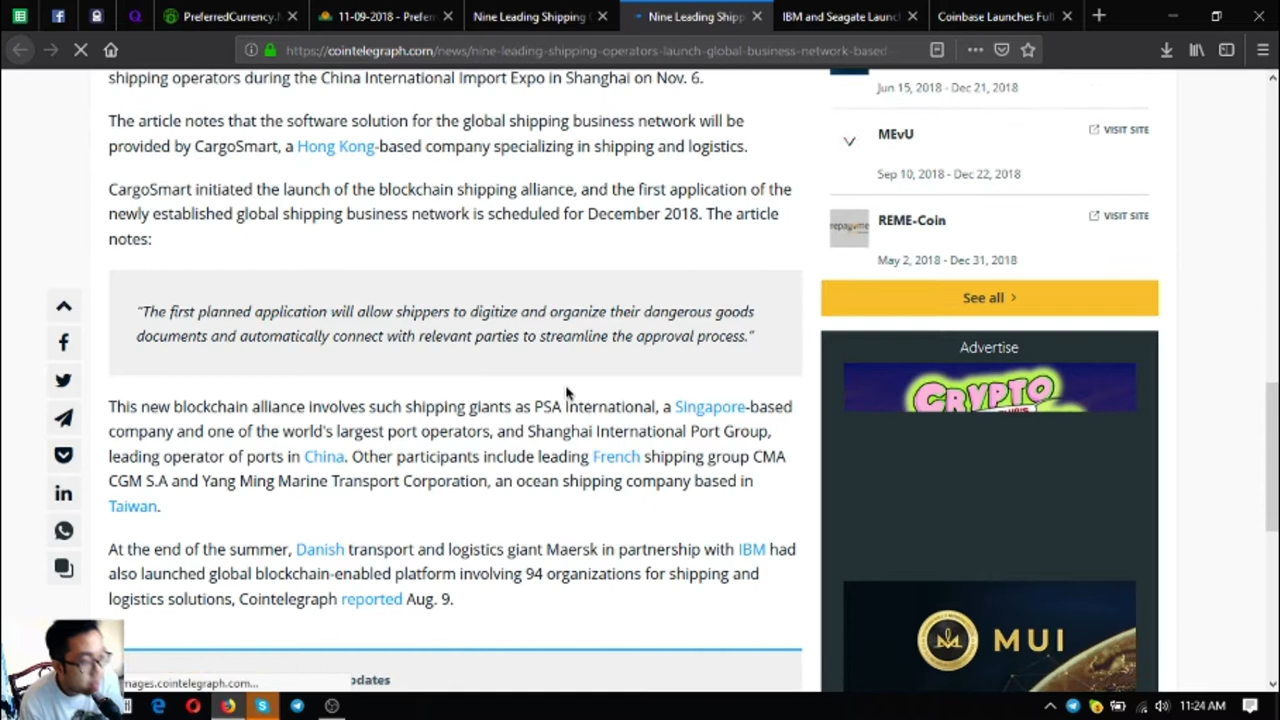 PreferredCurrency.
11-09-2018 - Prefer
Nine Leading Shipping
Nine Leading Shipp
IBM and Seagate Launc
Coinbase Launches Full
https://cointelegraph.com/news/nine-leading-shipping-operators-launch-global-business-network-based
shipping operators during the China International Import Expo in Shanghai on Nov. 6.
The article notes that the software solution for the global shipping business network will be
provided by CargoSmart, a Hong Kong-based company specializing in shipping and logistics.
CargoSmart initiated the launch of the blockchain shipping alliance, and the first application of the
newly established global shipping business network is scheduled for December 2018. The article
notes:
“The first planned application will allow shippers to digitize and organize their dangerous goods
documents and automatically connect with relevant parties to streamline the approval process.”
This new blockchain alliance involves such shipping giants as PSA International, a Singapore-based
company and one of the world's largest port operators, and Shanghai International Port Group,
leading operator of ports in China. Other participants include leading French shipping group CMA
CGM S.A and Yang Ming Marine Transport Corporation, an ocean shipping company based in
Taiwan.
At the end of the summer, Danish transport and logistics giant Maersk in partnership with IBM had
also launched global blockchain-enabled platform involving 94 organizations for shipping and
logistics solutions, Cointelegraph reported Aug. 9.
Jun 15, 2018 - Dec 21, 2018
MEvU
VISIT SITE
Sep 10, 2018 - Dec 22, 2018
repayme
REME-Coin
VISIT SITE
May 2, 2018 - Dec 31, 2018
See all
Advertise
CRYPTO
MUI
mages.cointelegraph.com...
pdates
11:24 AM